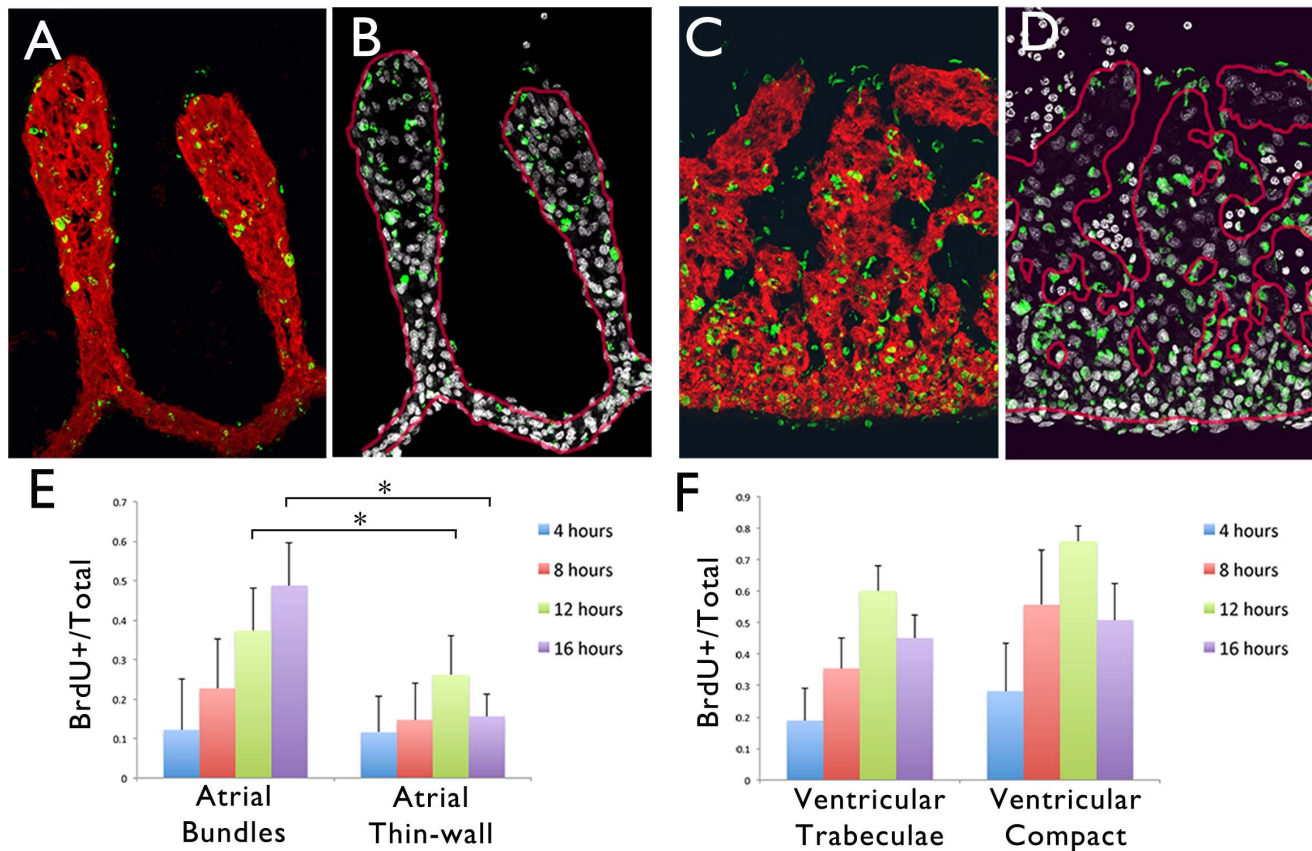 A
B
C
D
E
BrdU+/Total
0.7
0.6
0.5
0.4
0.3
0.2
0.1
0
*
*
4 hours
8 hours
12 hours
16 hours
Atrial
Bundles
Atrial
Thin-wall
F
BrdU+/Total
0.9
0.8
0.7
0.6
0.5
0.4
0.3
0.2
0.1
0
4 hours
8 hours
12 hours
16 hours
Ventricular
Trabeculae
Ventricular
Compact